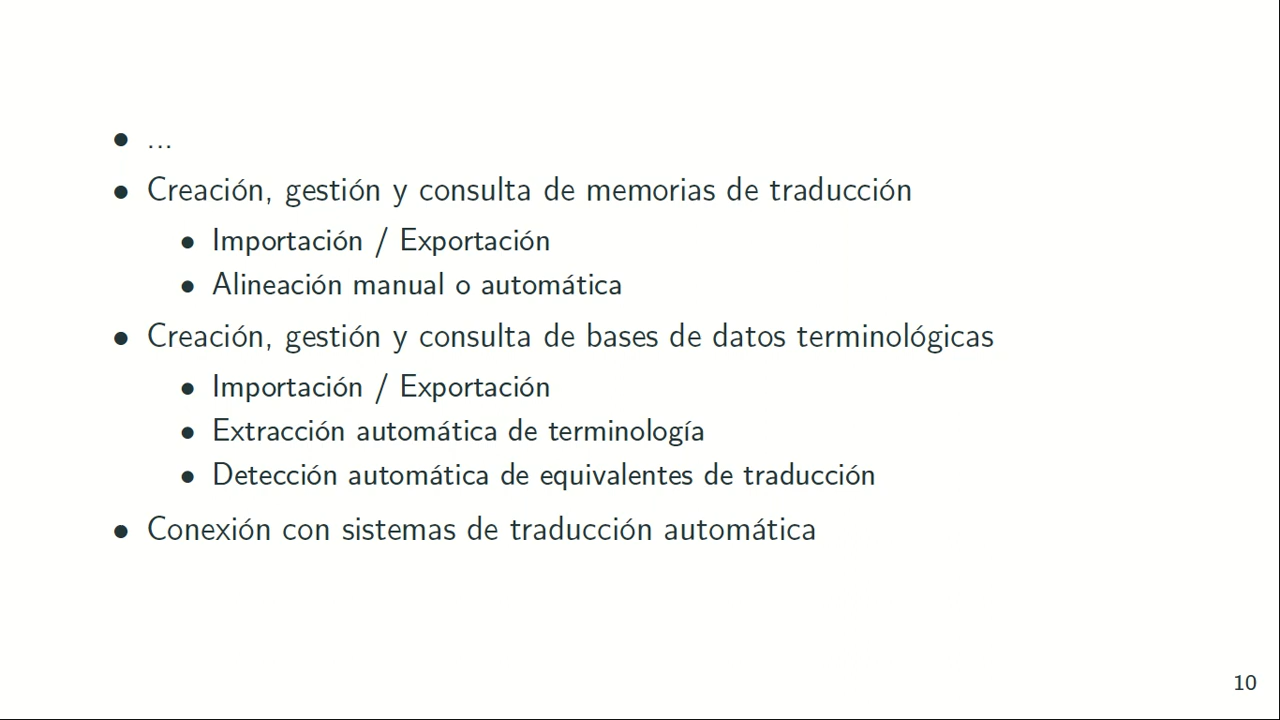 • ...
• Creación, gestión y consulta de memorias de traducción
• Importación / Exportación
• Alineación manual o automática
• Creación, gestión y consulta de bases de datos terminológicas
• Importación / Exportación
• Extracción automática de terminología
• Detección automática de equivalentes de traducción
• Conexión con sistemas de traducción automática
10